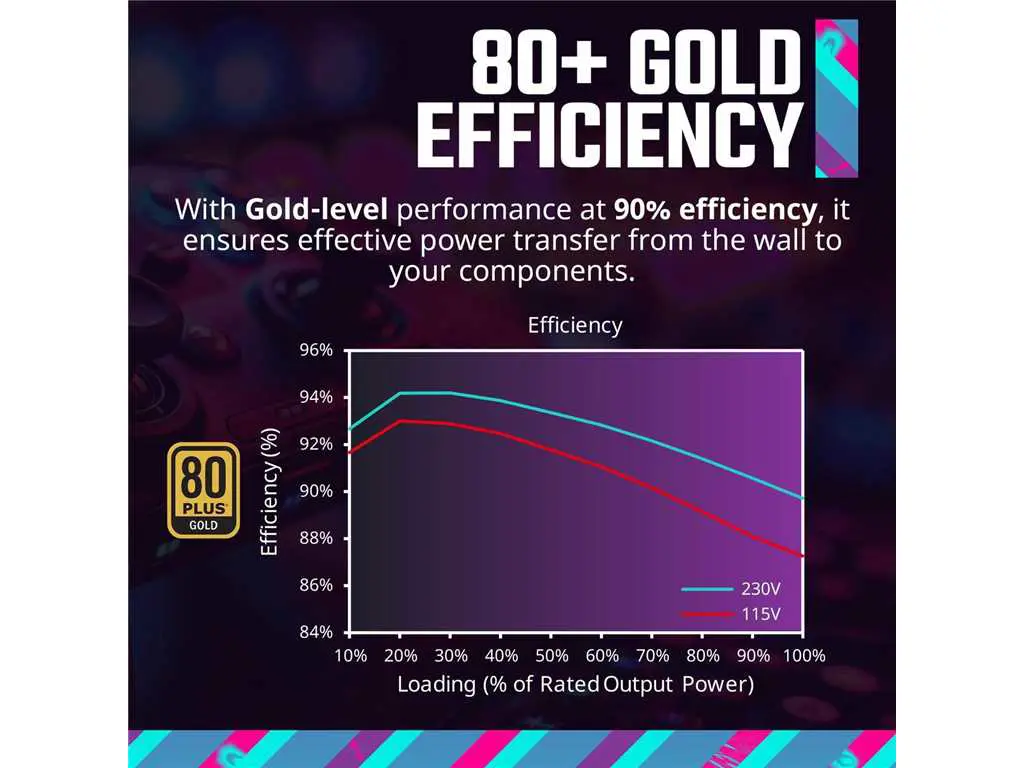 80+ GOLD
EFFICIENCY
With Gold-level performance at 90% efficiency, it
ensures effective power transfer from the wall to
your components.
Efficiency
96%
94%
92%
90%
88%
86%
84%
Efficiency (%)
80
PLUS
GOLD
230V
115V
10% 20% 30% 40% 50% 60% 70% 80% 90% 100%
Loading (% of Rated Output Power)